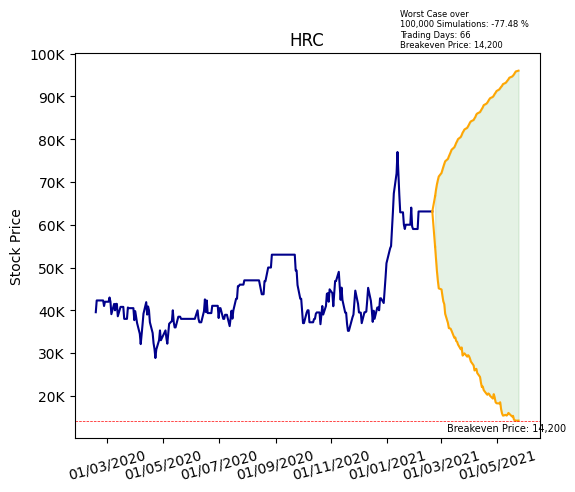 Worst Case over
100,000 Simulations: -77.48 %
Trading Days: 66
Breakeven Price: 14,200
HRC
100K
90K
80K
70K
60K
50K
40K
30K
20K
Stock Price
Breakeven Price: 14,200
01/03/2020 01/05/2020 01/07/2020 01/09/2020 01/11/2020 01/01/2021 01/03/2021 01/05/2021